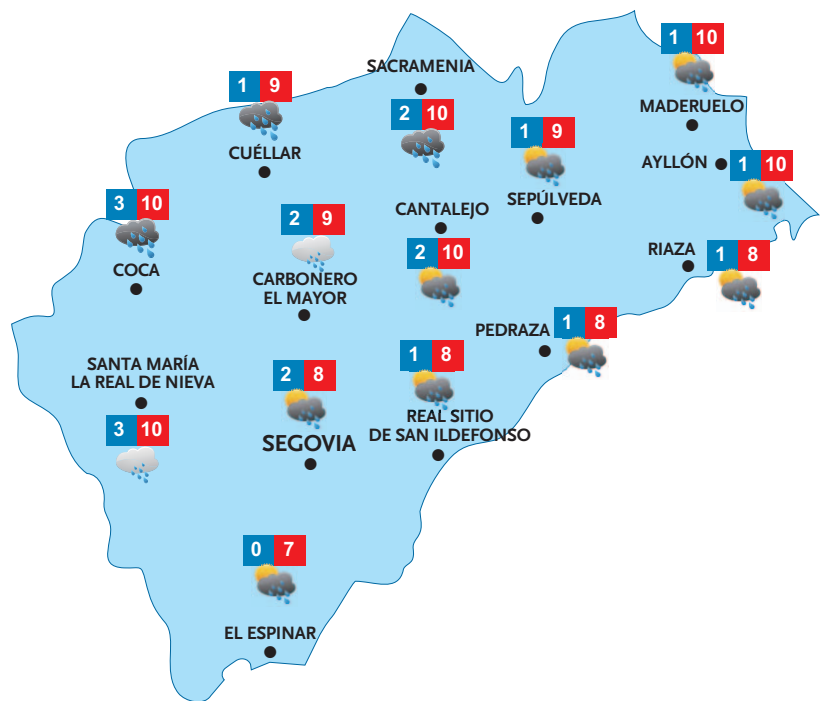 1 10
MADERUELO
SACRAMENIA
2 10
1 9
CUÉLLAR
1 9
SEPÚLVEDA
AYLLÓN
1 10
3 10
COCA
2 9
CARBONERO
EL MAYOR
CANTALEJO
2 10
RIAZA
1 8
PEDRAZA
1 8
SANTA MARÍA
LA REAL DE NIEVA
3 10
2 8
SEGOVIA
1 8
REAL SITIO
DE SAN ILDEFONSO
0 7
EL ESPINAR